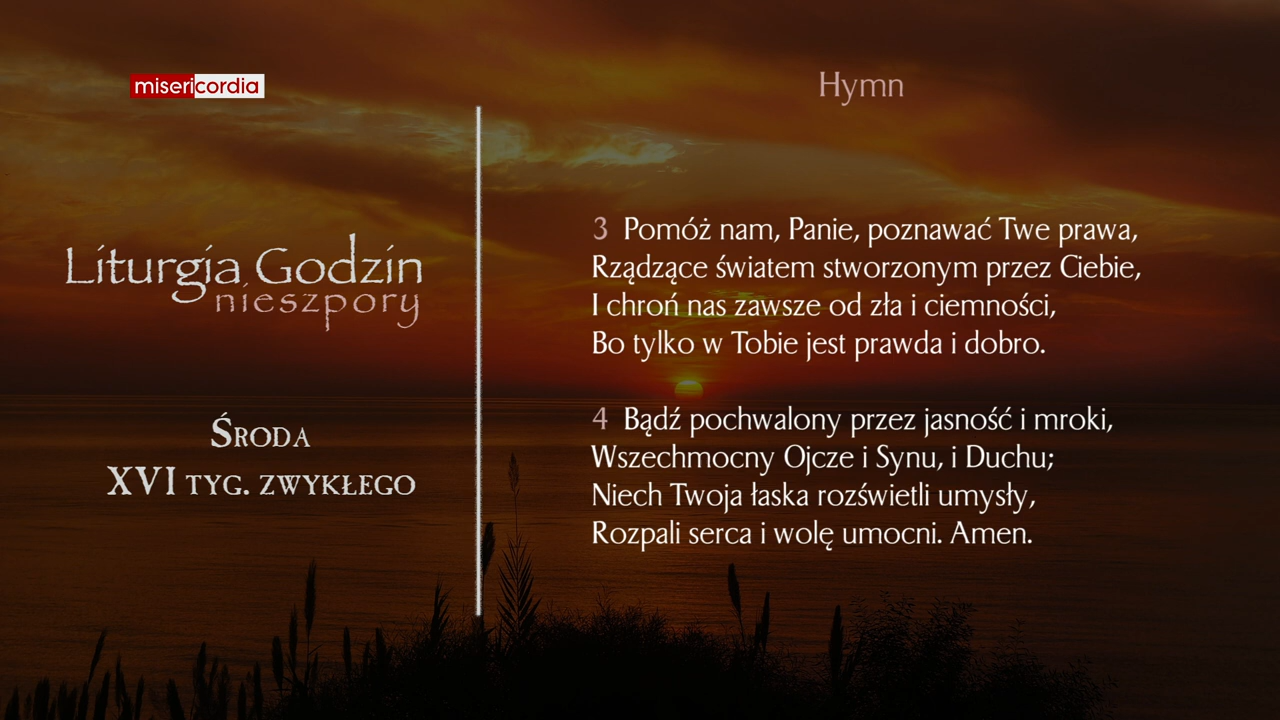 misericordia
Liturgia Godzin
nieszpory
Środa
XVI tyg. zwykłego
Hymn
3 Pomóż nam, Panie, poznawać Twe prawa,
Rządzące światem stworzonym przez Ciebie,
I chroń nas zawsze od zła i ciemności,
Bo tylko w Tobie jest prawda i dobro.
4 Bądź pochwalony przez jasność i mroki,
Wszechmocny Ojcze i Synu, i Duchu;
Niech Twoja łaska rozświetli umysły,
Rozpali serca i wolę umocni. Amen.